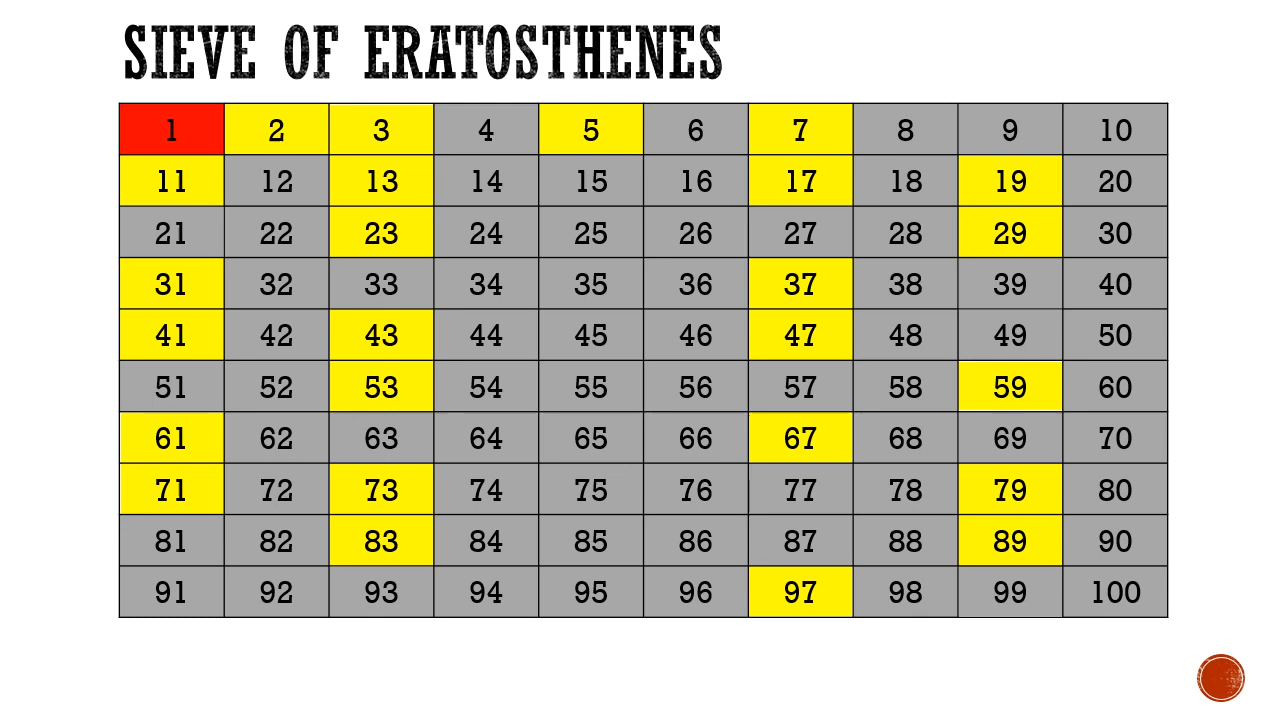 SIEVE OF ERATOSTHENES
1 2 3 4 5 6 7 8 9 10
11 12 13 14 15 16 17 18 19 20
21 22 23 24 25 26 27 28 29 30
31 32 33 34 35 36 37 38 39 40
41 42 43 44 45 46 47 48 49 50
51 52 53 54 55 56 57 58 59 60
61 62 63 64 65 66 67 68 69 70
71 72 73 74 75 76 77 78 79 80
81 82 83 84 85 86 87 88 89 90
91 92 93 94 95 96 97 98 99 100